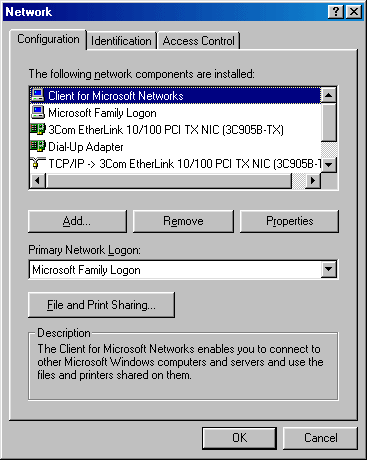 Network
Configuration Identification Access Control
The following network components are installed:
Client for Microsoft Networks
Microsoft Family Logon
3Com EtherLink 10/100 PCI TX NIC (3C905B-TX)
Dial-Up Adapter
TCP/IP -> 3Com EtherLink 10/100 PCI TX NIC (3C905B-T
Add... Remove Properties
Primary Network Logon:
Microsoft Family Logon
File and Print Sharing...
Description
The Client for Microsoft Networks enables you to connect to
other Microsoft Windows computers and servers and use the
files and printers shared on them.
OK Cancel